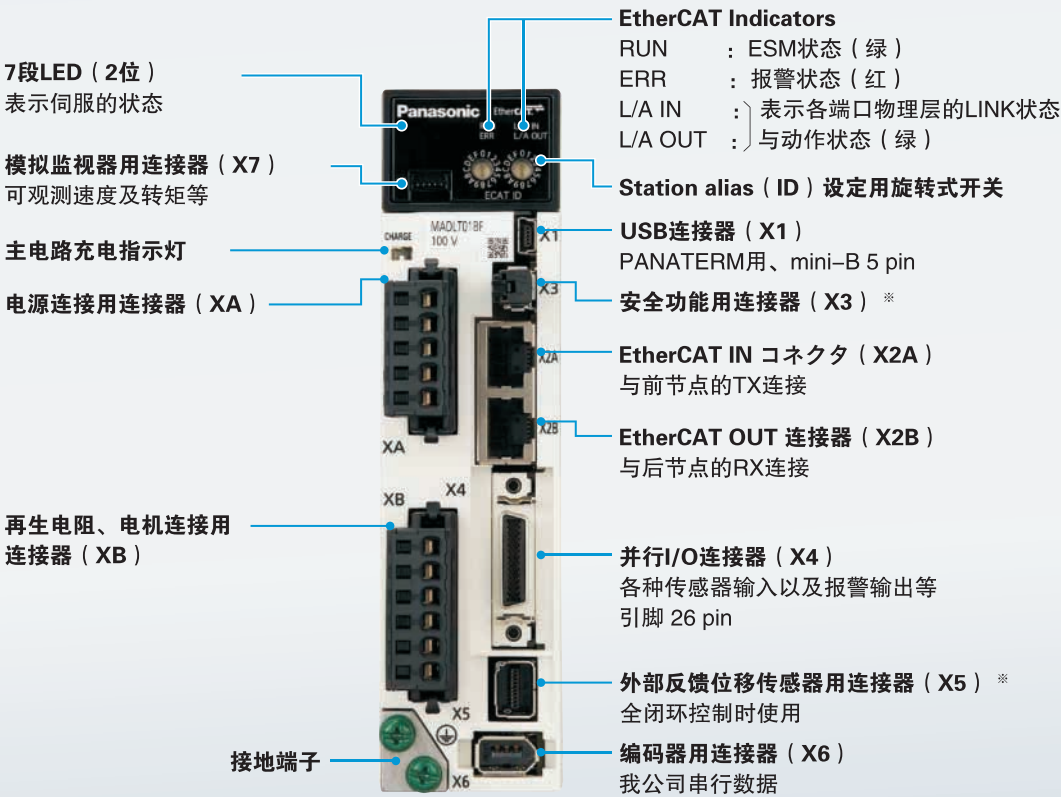 7段LED（2位）
表示伺服的状态
模拟监视器用连接器（X7）
可观测速度及转矩等
主电路充电指示灯
电源连接用连接器（XA）
再生电阻、电机连接用
连接器（XB）
接地端子
Panasonic
ERR
L/A OUT
ECAT ID
MADLT01BF
100 V
CHARGE
X1
X3
X2A
X2B
XA
XB
X4
X5
X6
EtherCAT Indicators
RUN ：ESM状态（绿）
ERR ：报警状态（红）
L/A IN ：表示各端口物理层的LINK状态
L/A OUT ：与动作状态（绿）
Station alias（ID）设定用旋转式开关
USB连接器（X1）
PANATERM用、mini–B 5 pin
安全功能用连接器（X3）※
EtherCAT IN コネクタ（X2A）
与前节点的TX连接
EtherCAT OUT 连接器（X2B）
与后节点的RX连接
并行I/O连接器（X4）
各种传感器输入以及报警输出等
引脚 26 pin
外部反馈位移传感器用连接器（X5）※
全闭环控制时使用
编码器用连接器（X6）
我公司串行数据